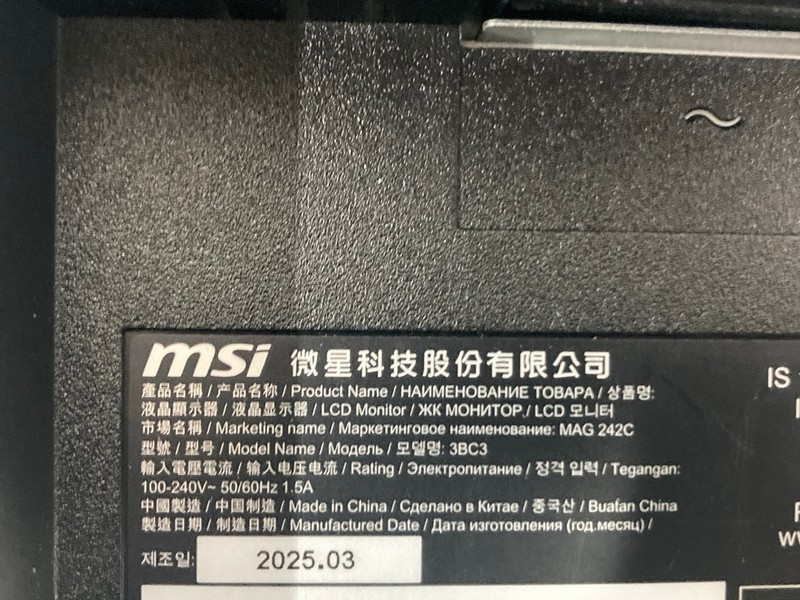 ~
msi 微星科技股份有限公司
產品名稱 / 产品名称 / Product Name / НАИМЕНОВАНИЕ ТОВАРА / 상품명:
液晶顯示器 / 液晶显示器 / LCD Monitor / ЖК МОНИТОР / LCD 모니터
市場名稱 / Marketing name / Маркетинговое наименование: MAG 242C
型號 / 型号 / Model Name / Модель / 모델명: 3BC3
輸入電壓電流 / 输入电压电流 / Rating / Электропитание / 정격 입력 / Tegangan:
100-240V~ 50/60Hz 1.5A
中國製造 / 中国制造 / Made in China / Сделано в Китае / 중국산 / Buatan China
製造日期 / 制造日期 / Manufactured Date / Дата изготовления (год.месяц) /
제조일: 2025.03
IS